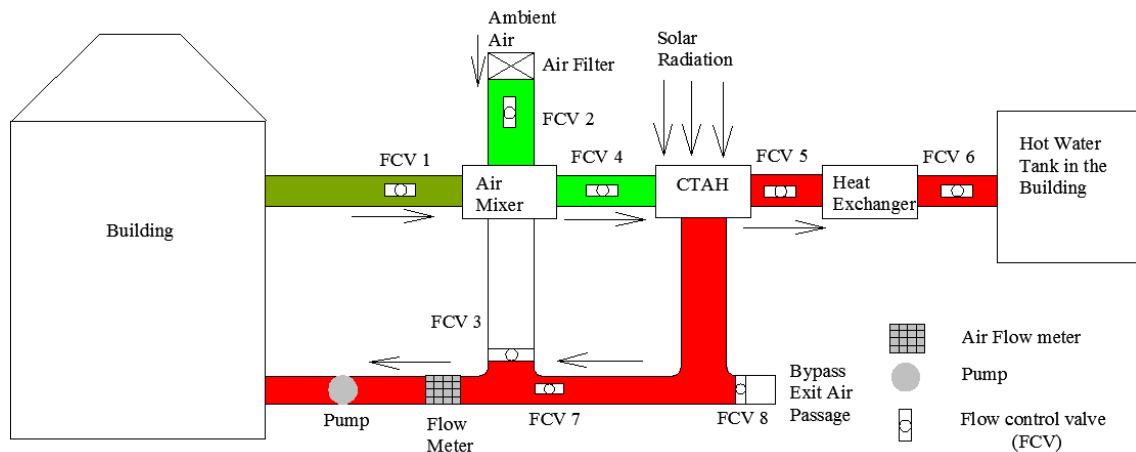 Ambient
Air
Air Filter
Solar
Radiation
FCV 2
FCV 1
FCV 4
FCV 5
FCV 6
Building
Air
Mixer
CTAH
Heat
Exchanger
Hot Water
Tank in the
Building
FCV 3
Pump
Flow
Meter
FCV 7
FCV 8
Bypass
Exit Air
Passage
Air Flow meter
Pump
Flow control valve
(FCV)